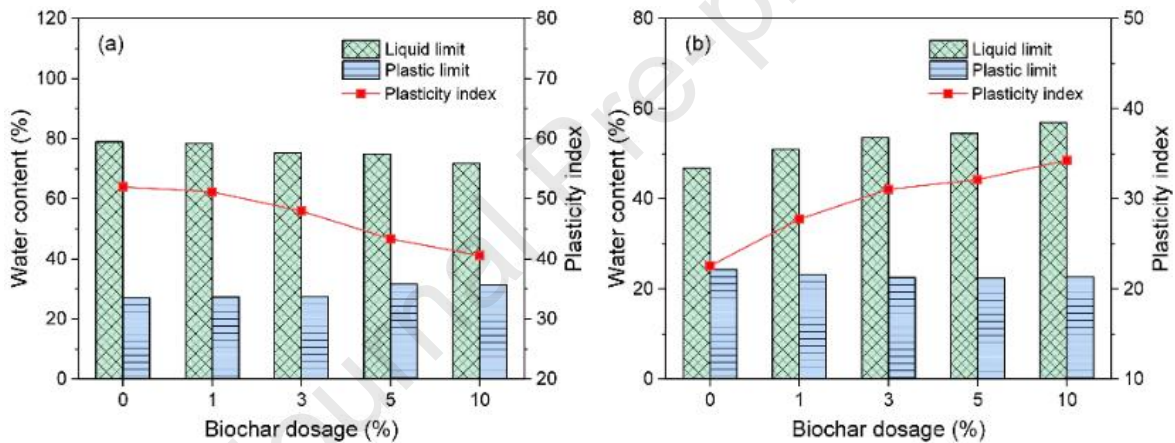 (a)
Liquid limit
Plastic limit
Plasticity index
Water content (%)
120
100
80
60
40
20
0
Plasticity index
80
70
60
50
40
30
20
0 1 3 5 10
Biochar dosage (%)
(b)
Liquid limit
Plastic limit
Plasticity index
Water content (%)
80
60
40
20
0
Plasticity index
50
40
30
20
10
0 1 3 5 10
Biochar dosage (%)
Journal Pre-p